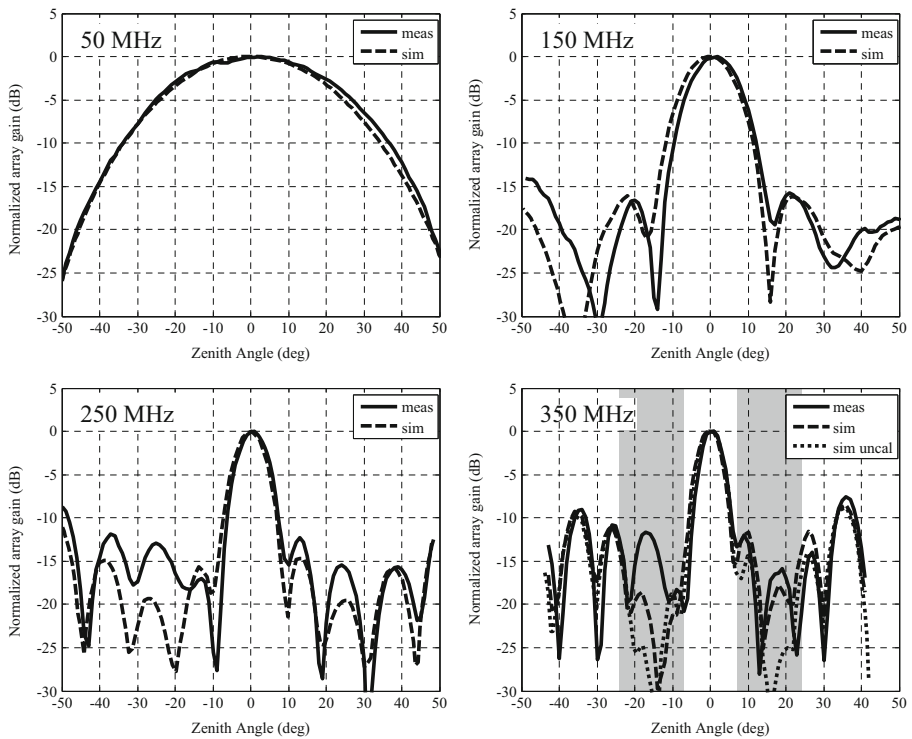 50 MHz
meas
sim
5
0
-5
-10
-15
-20
-25
-30
-50 -40 -30 -20 -10 0 10 20 30 40 50
Normalized array gain (dB)
Zenith Angle (deg)
150 MHz
meas
sim
5
0
-5
-10
-15
-20
-25
-30
-50 -40 -30 -20 -10 0 10 20 30 40 50
Normalized array gain (dB)
Zenith Angle (deg)
250 MHz
meas
sim
5
0
-5
-10
-15
-20
-25
-30
-50 -40 -30 -20 -10 0 10 20 30 40 50
Normalized array gain (dB)
Zenith Angle (deg)
350 MHz
meas
sim
sim uncal
5
0
-5
-10
-15
-20
-25
-30
-50 -40 -30 -20 -10 0 10 20 30 40 50
Normalized array gain (dB)
Zenith Angle (deg)